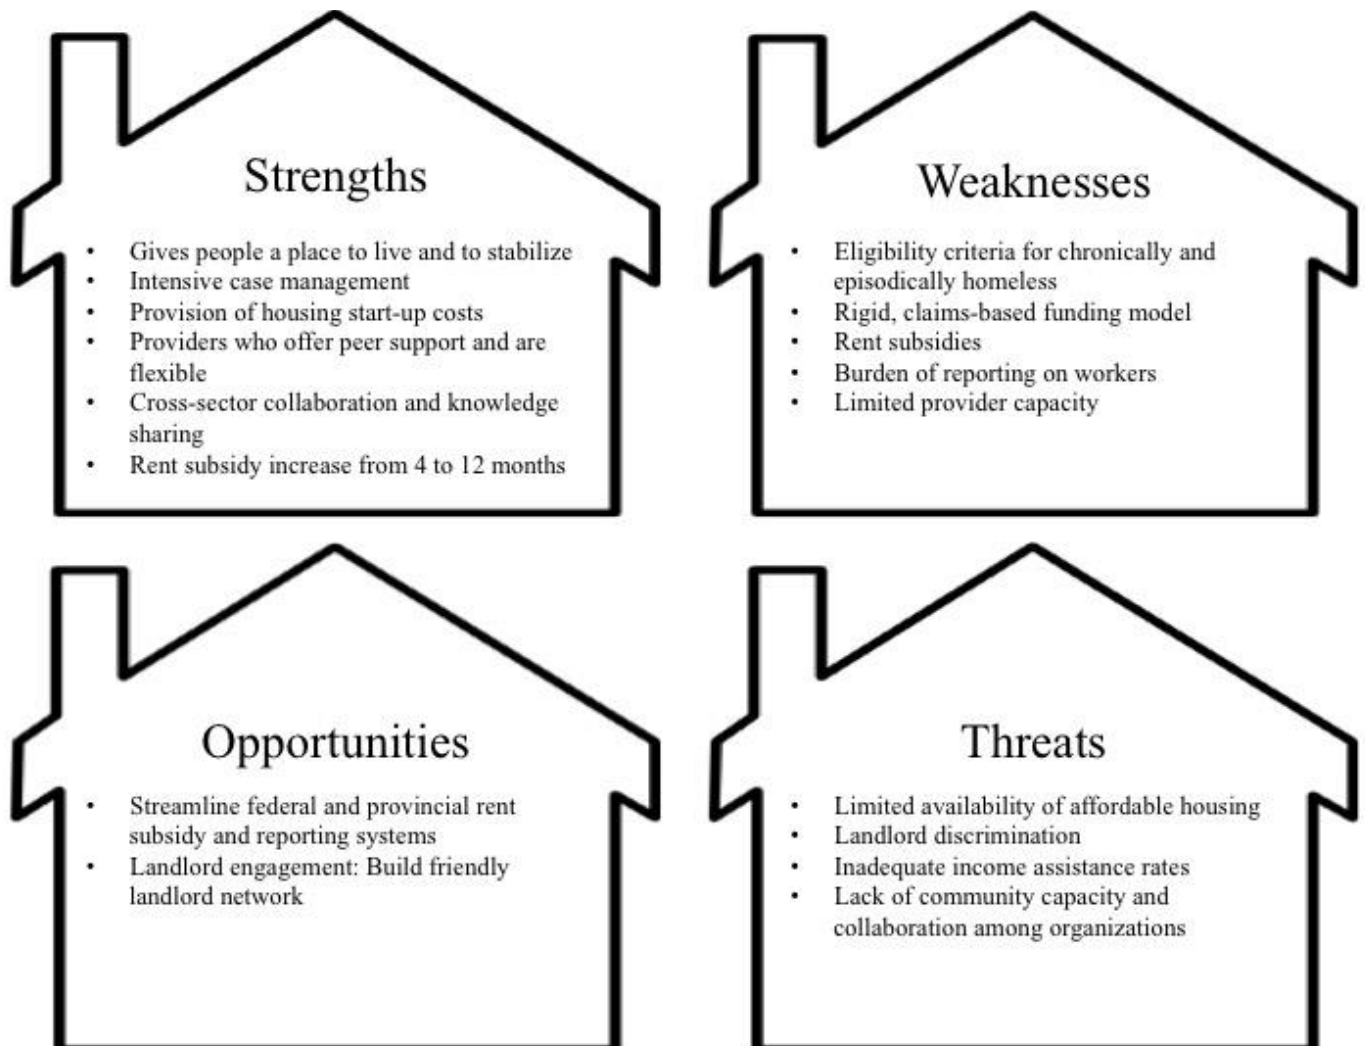 Strengths
• Gives people a place to live and to stabilize
• Intensive case management
• Provision of housing start-up costs
• Providers who offer peer support and are
flexible
• Cross-sector collaboration and knowledge
sharing
• Rent subsidy increase from 4 to 12 months
Weaknesses
• Eligibility criteria for chronically and
episodically homeless
• Rigid, claims-based funding model
• Rent subsidies
• Burden of reporting on workers
• Limited provider capacity
Opportunities
• Streamline federal and provincial rent
subsidy and reporting systems
• Landlord engagement: Build friendly
landlord network
Threats
• Limited availability of affordable housing
• Landlord discrimination
• Inadequate income assistance rates
• Lack of community capacity and
collaboration among organizations